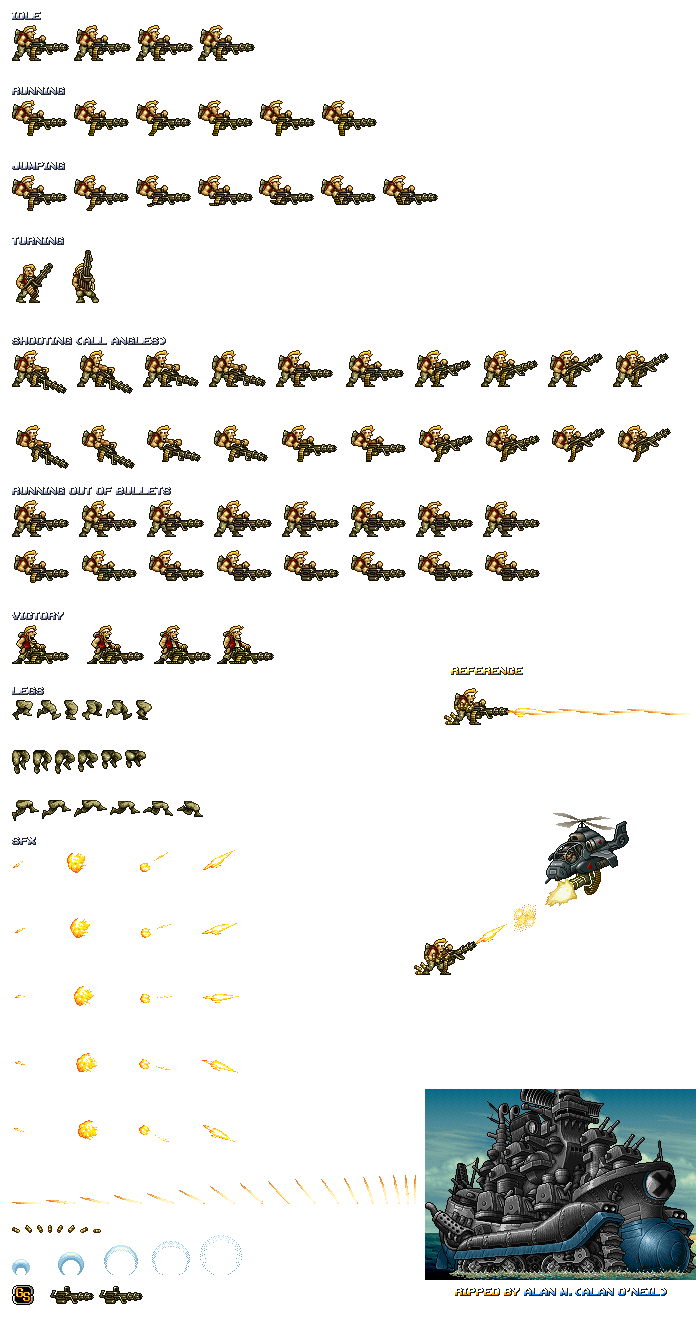 IDLE
RUNNING
JUMPING
TURNING
SHOOTING (ALL ANGLES)
RUNNING OUT OF BULLETS
VICTORY
REFERENCE
LEGS
SFX
GS
RIPPED BY ALAN M. (ALAN O'NEIL)